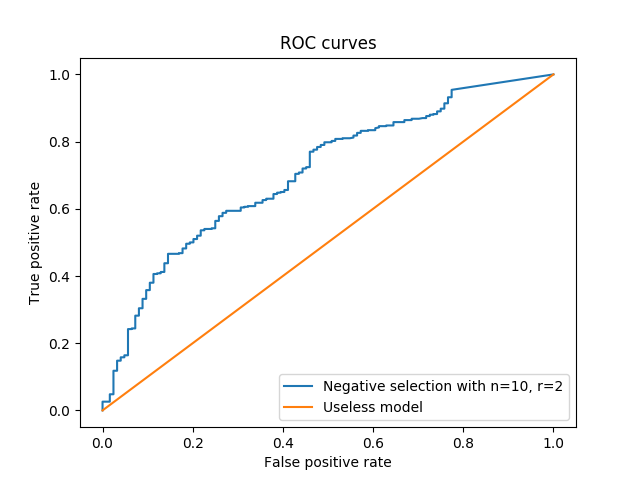 ROC curves
True positive rate
1.0
0.8
0.6
0.4
0.2
0.0
Negative selection with n=10, r=2
Useless model
0.0 0.2 0.4 0.6 0.8 1.0
False positive rate